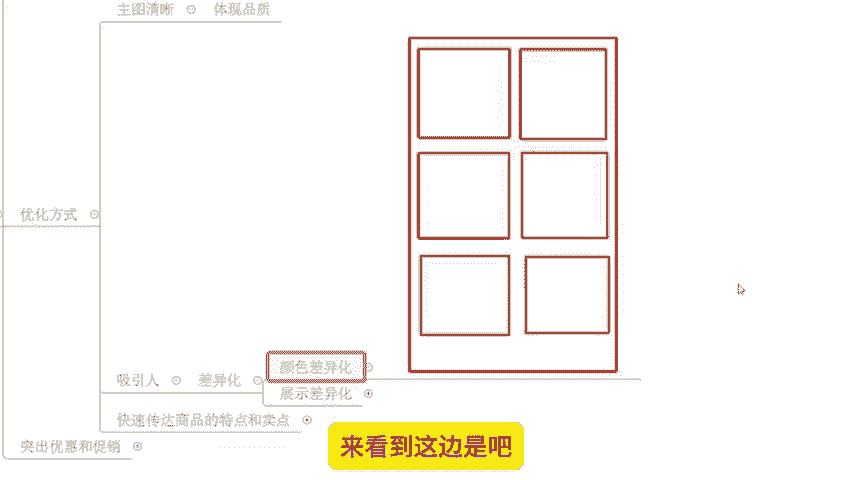 主图清晰 体现品质
优化方式
颜色差异化
吸引人 差异化
展示差异化
快速传达商品的特点和卖点
突出优惠和促销
来看到这边是吧